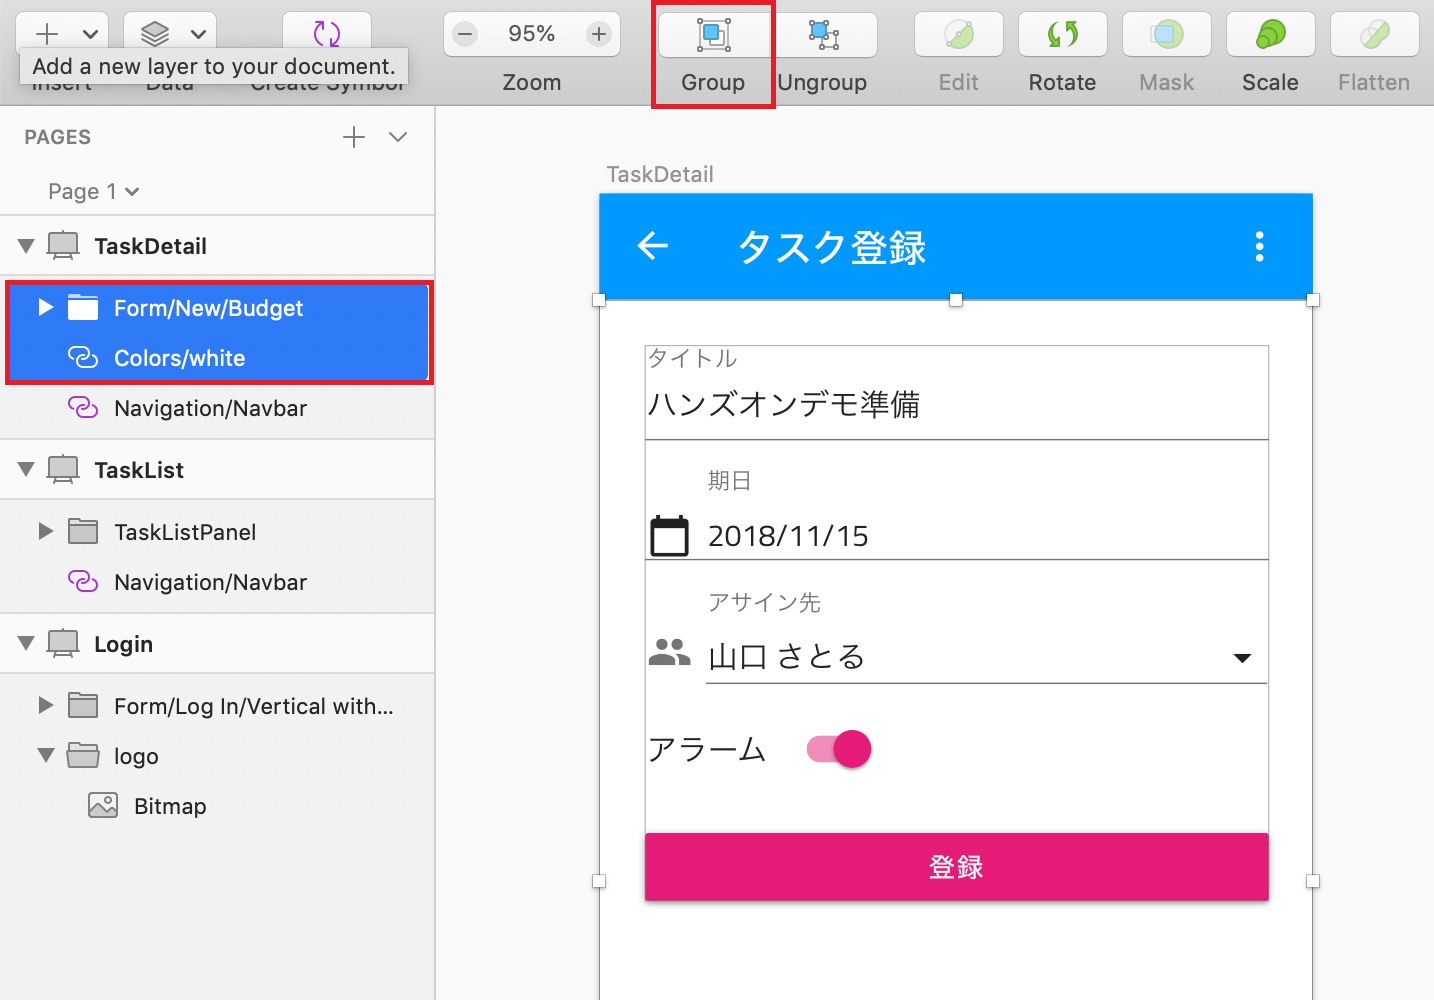 95%
Add a new layer to your document.
Insert Data Create Symbol Zoom Group Ungroup Edit Rotate Mask Scale Flatten
PAGES
Page 1
TaskDetail
Form/New/Budget
Colors/white
Navigation/Navbar
TaskList
TaskListPanel
Navigation/Navbar
Login
Form/Log In/Vertical with...
logo
Bitmap
TaskDetail
タスク登録
タイトル
ハンズオンデモ準備
期日
2018/11/15
アサイン先
山口 さとる
アラーム
登録